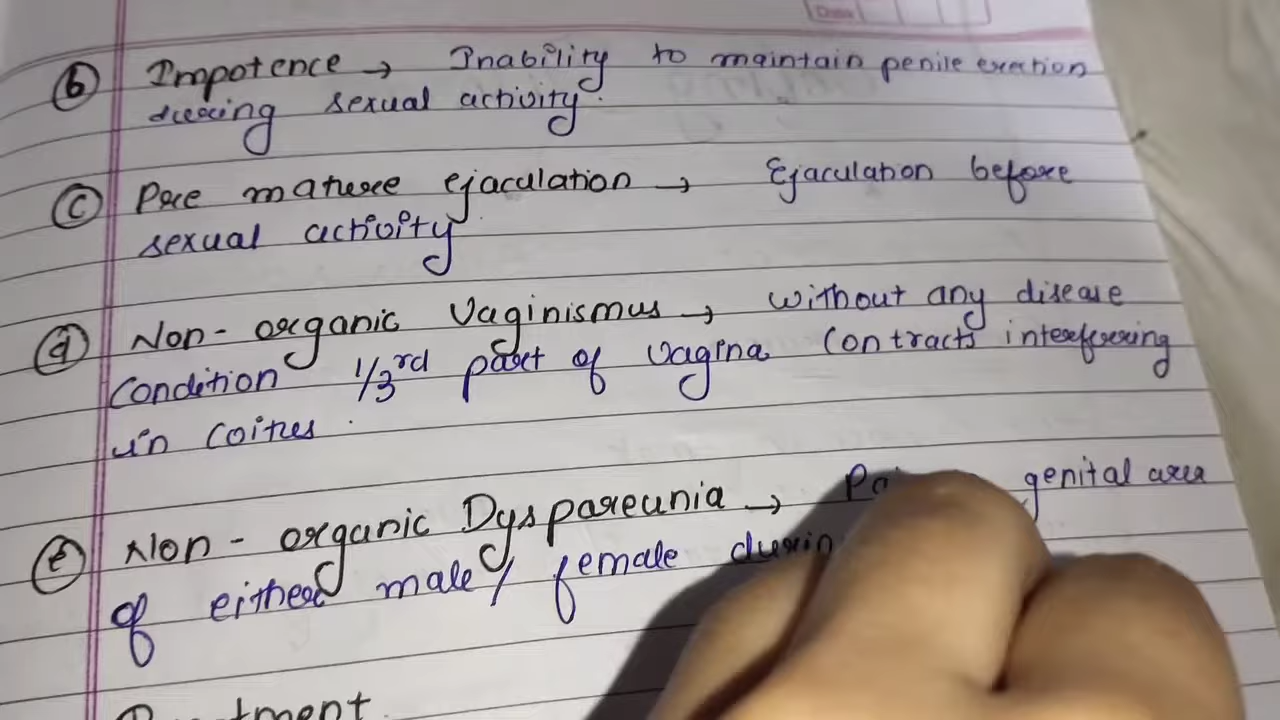 Date
(b) Impotence → Inability to maintain penile erection
during sexual activity.
(c) Pre mature ejaculation → Ejaculation before
sexual activity
(d) Non-organic Vaginismus → without any disease
condition 1/3rd part of vagina contracts interferring
in coitus.
(e) Non-organic Dyspareunia → genital area
of either male/female